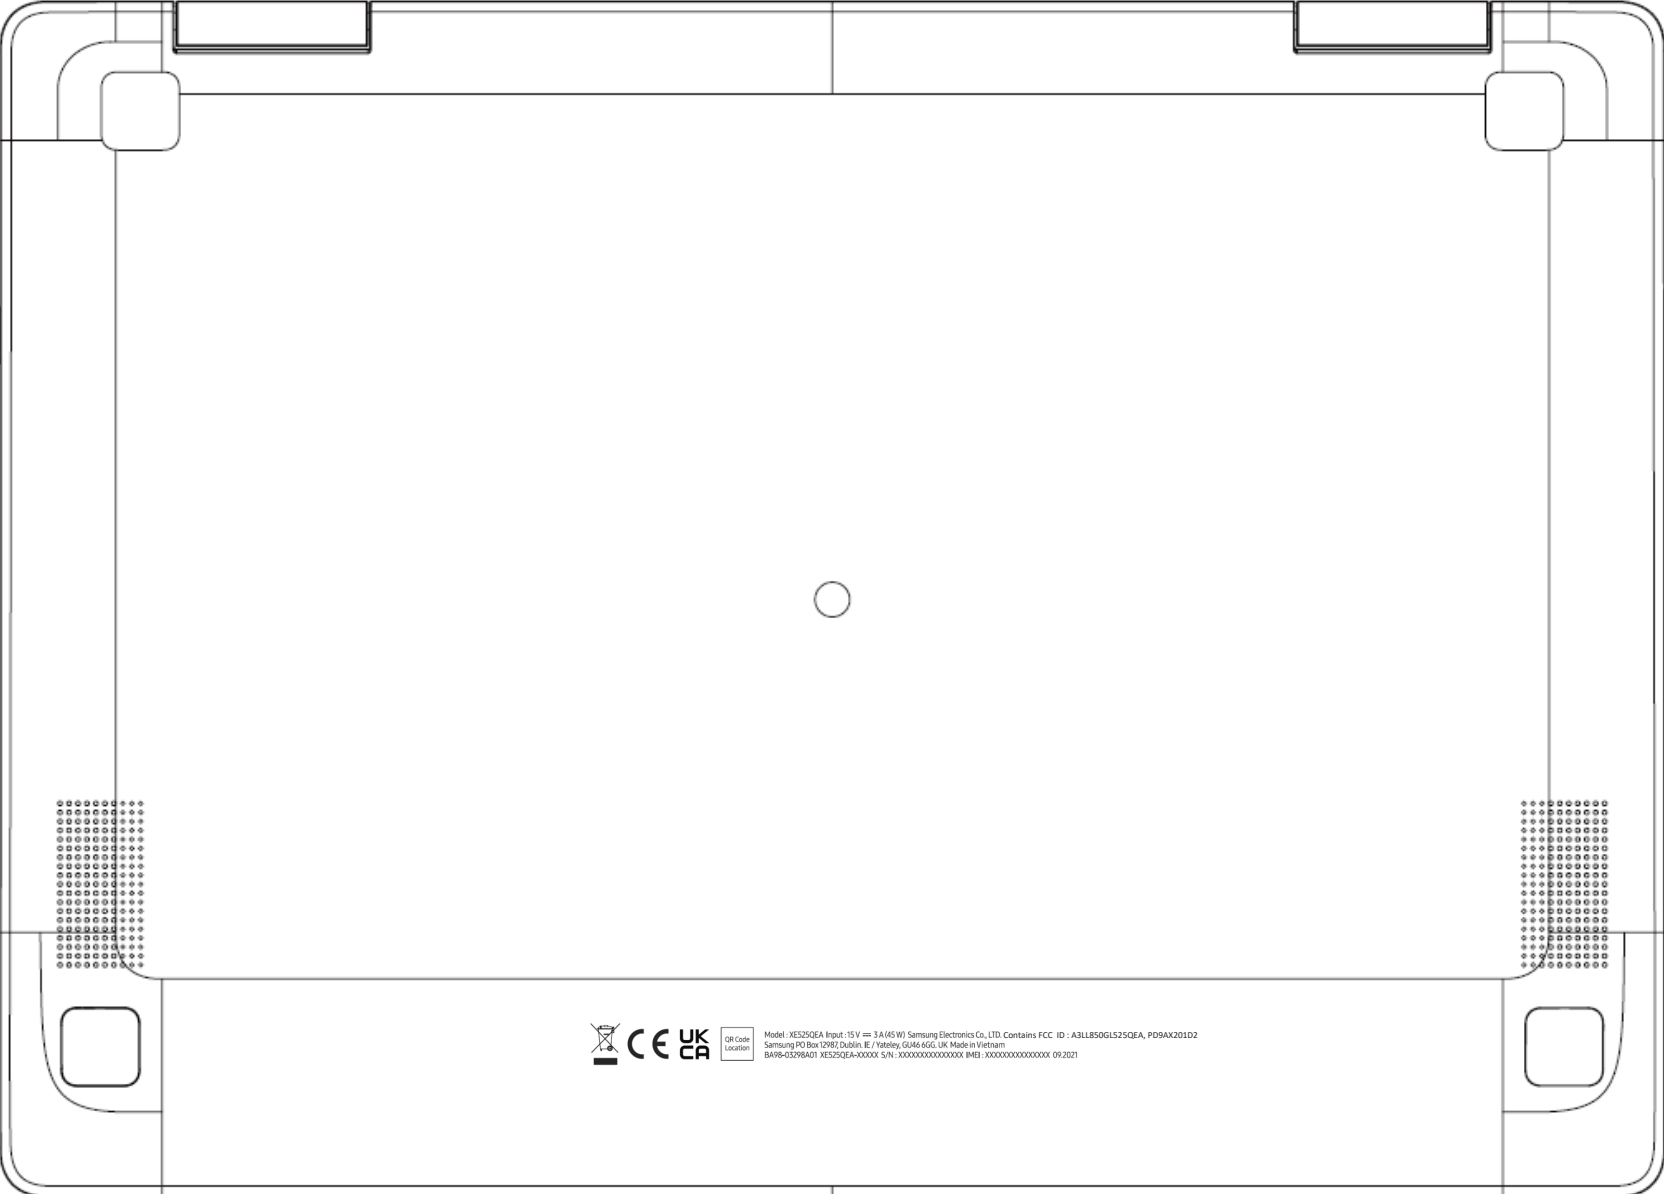 CE
UK
CA
QR Code
Location
Model : XE525QEA Input : 15 V ⎓ 3 A (45 W) Samsung Electronics Co., LTD. Contains FCC ID : A3LL850GL525QEA, PD9AX201D2
Samsung PO Box 12987, Dublin. IE / Yateley, GU46 6GG. UK Made in Vietnam
BA98-03298A01 XE525QEA-XXXXX S/N : XXXXXXXXXXXXXXX IMEI : XXXXXXXXXXXXXXX 09.2021